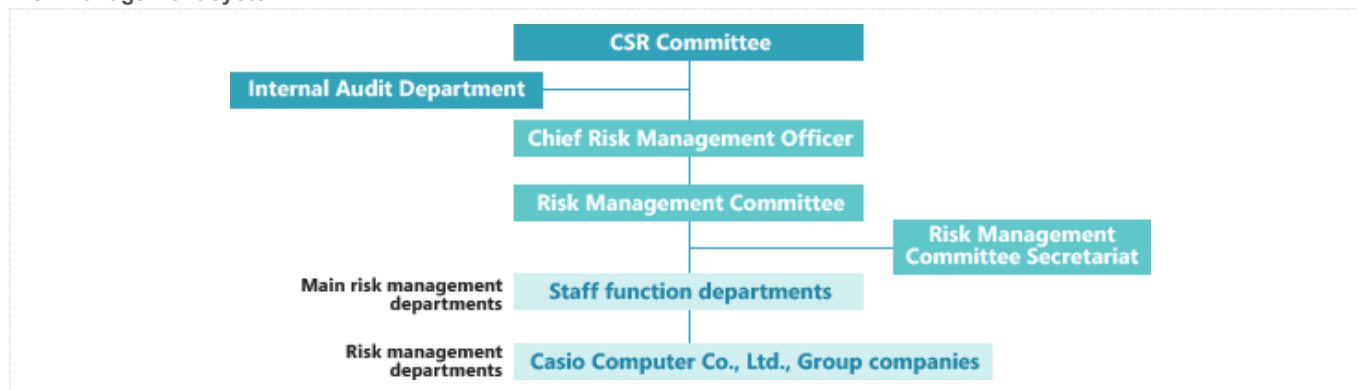 CSR Committee
Internal Audit Department
Chief Risk Management Officer
Risk Management Committee
Risk Management
Committee Secretariat
Main risk management
departments
Staff function departments
Risk management
departments
Casio Computer Co., Ltd., Group companies